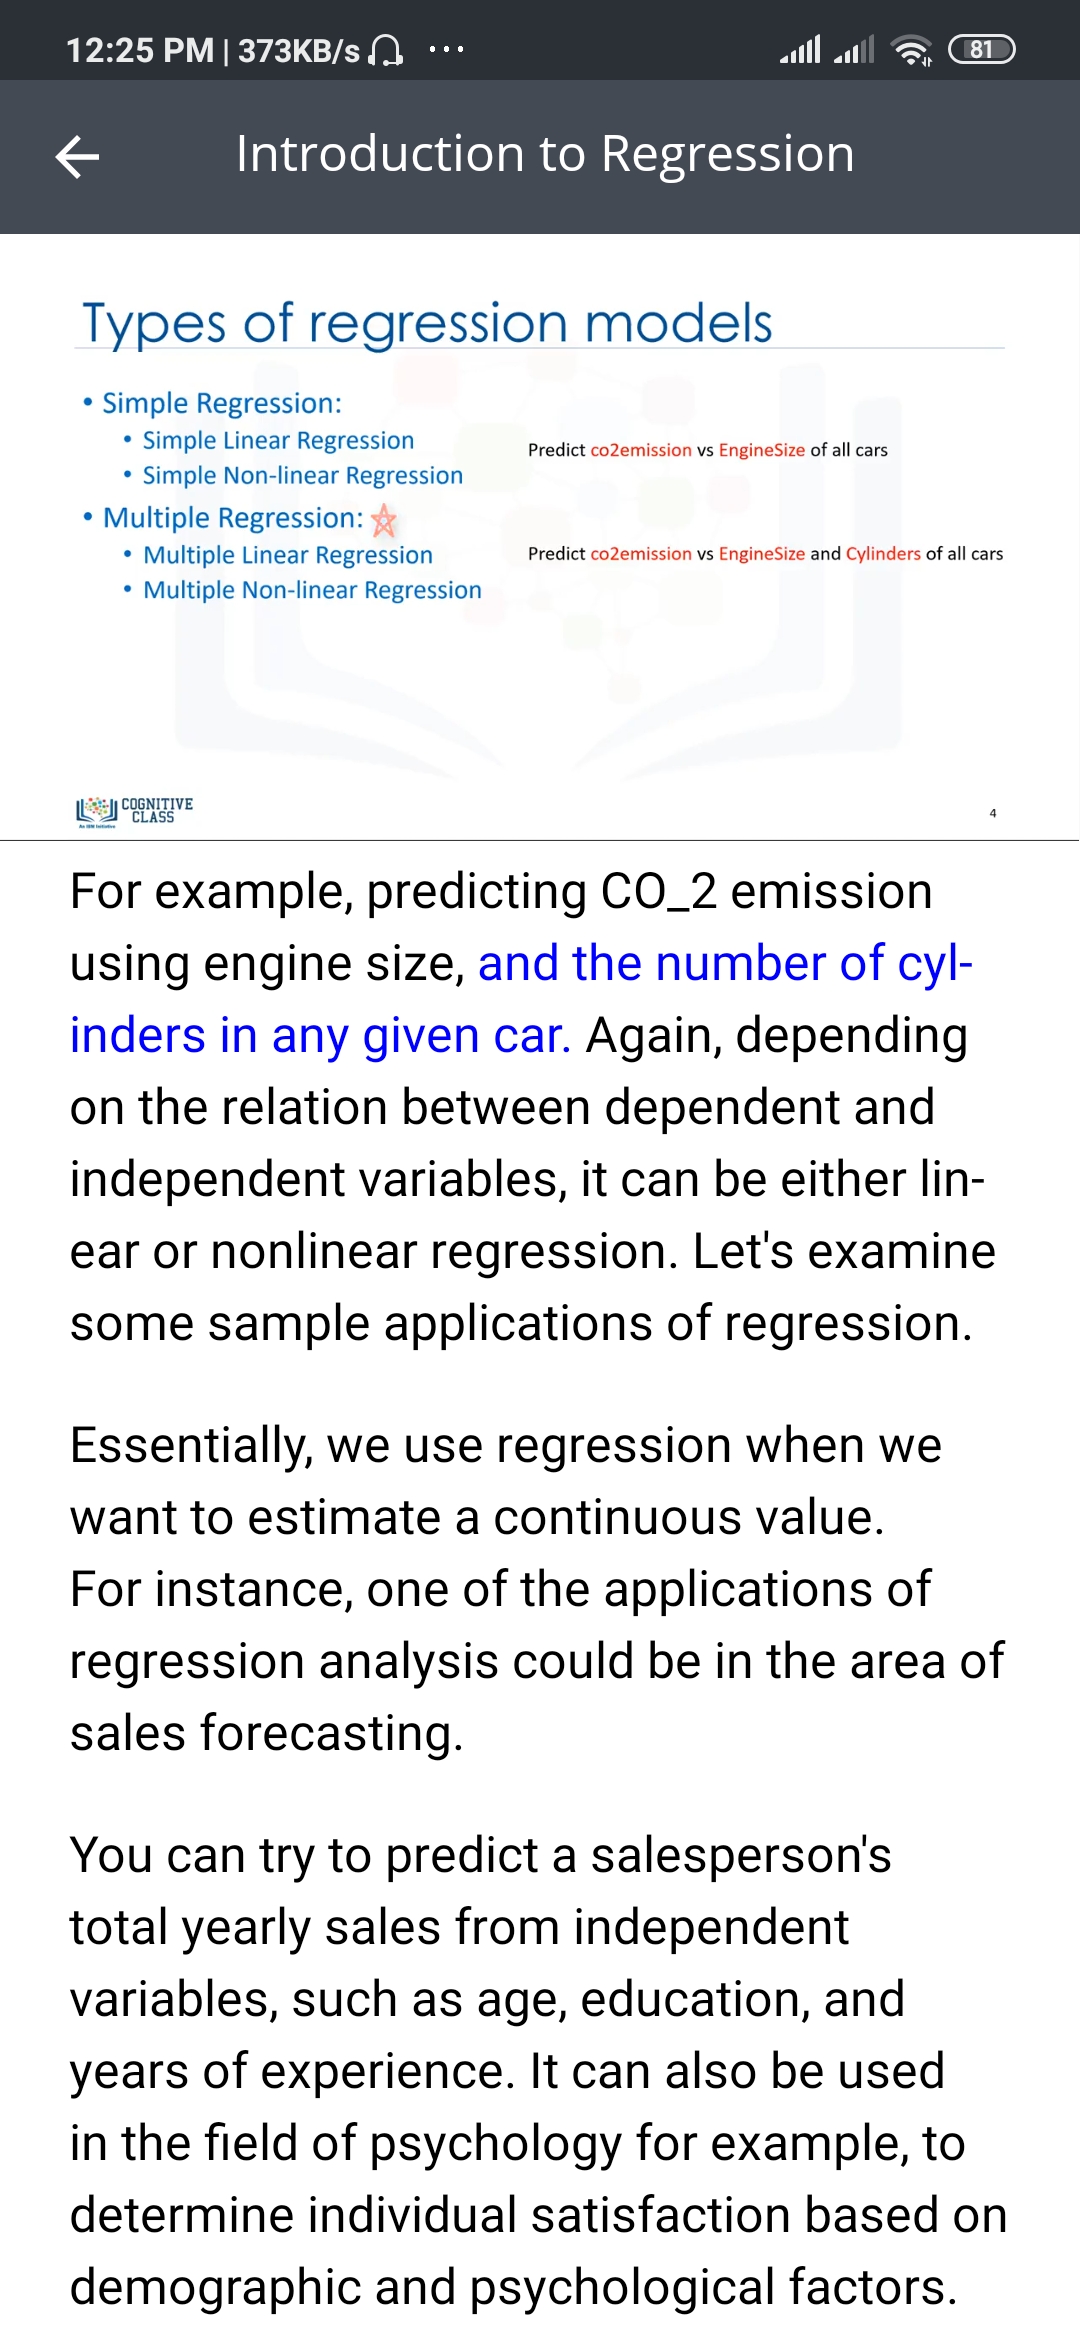 12:25 PM | 373KB/s ... 81
Introduction to Regression
Types of regression models
• Simple Regression:
• Simple Linear Regression
• Simple Non-linear Regression
Predict co2emission vs EngineSize of all cars
• Multiple Regression:
• Multiple Linear Regression
• Multiple Non-linear Regression
Predict co2emission vs EngineSize and Cylinders of all cars
COGNITIVE
CLASS
An IBM Initiative
4
For example, predicting CO_2 emission
using engine size, and the number of cyl-
inders in any given car. Again, depending
on the relation between dependent and
independent variables, it can be either lin-
ear or nonlinear regression. Let's examine
some sample applications of regression.
Essentially, we use regression when we
want to estimate a continuous value.
For instance, one of the applications of
regression analysis could be in the area of
sales forecasting.
You can try to predict a salesperson's
total yearly sales from independent
variables, such as age, education, and
years of experience. It can also be used
in the field of psychology for example, to
determine individual satisfaction based on
demographic and psychological factors.